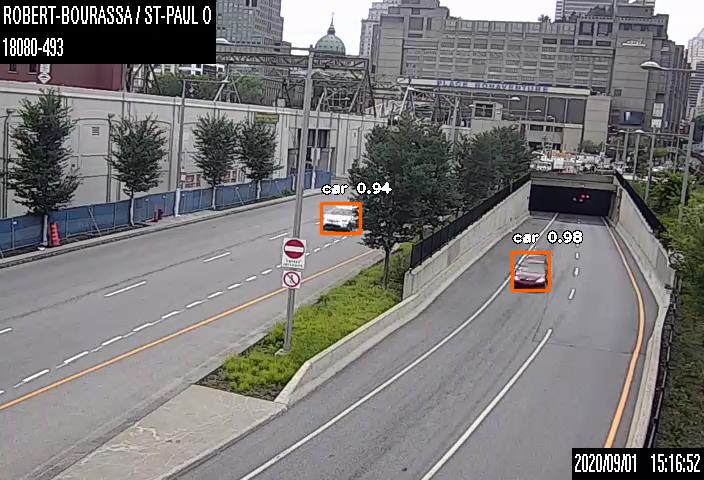 ROBERT-BOURASSA / ST-PAUL O
18080-493
PLACE BONAVENTURE
car 0.94
car 0.98
2020/09/01 15:16:52